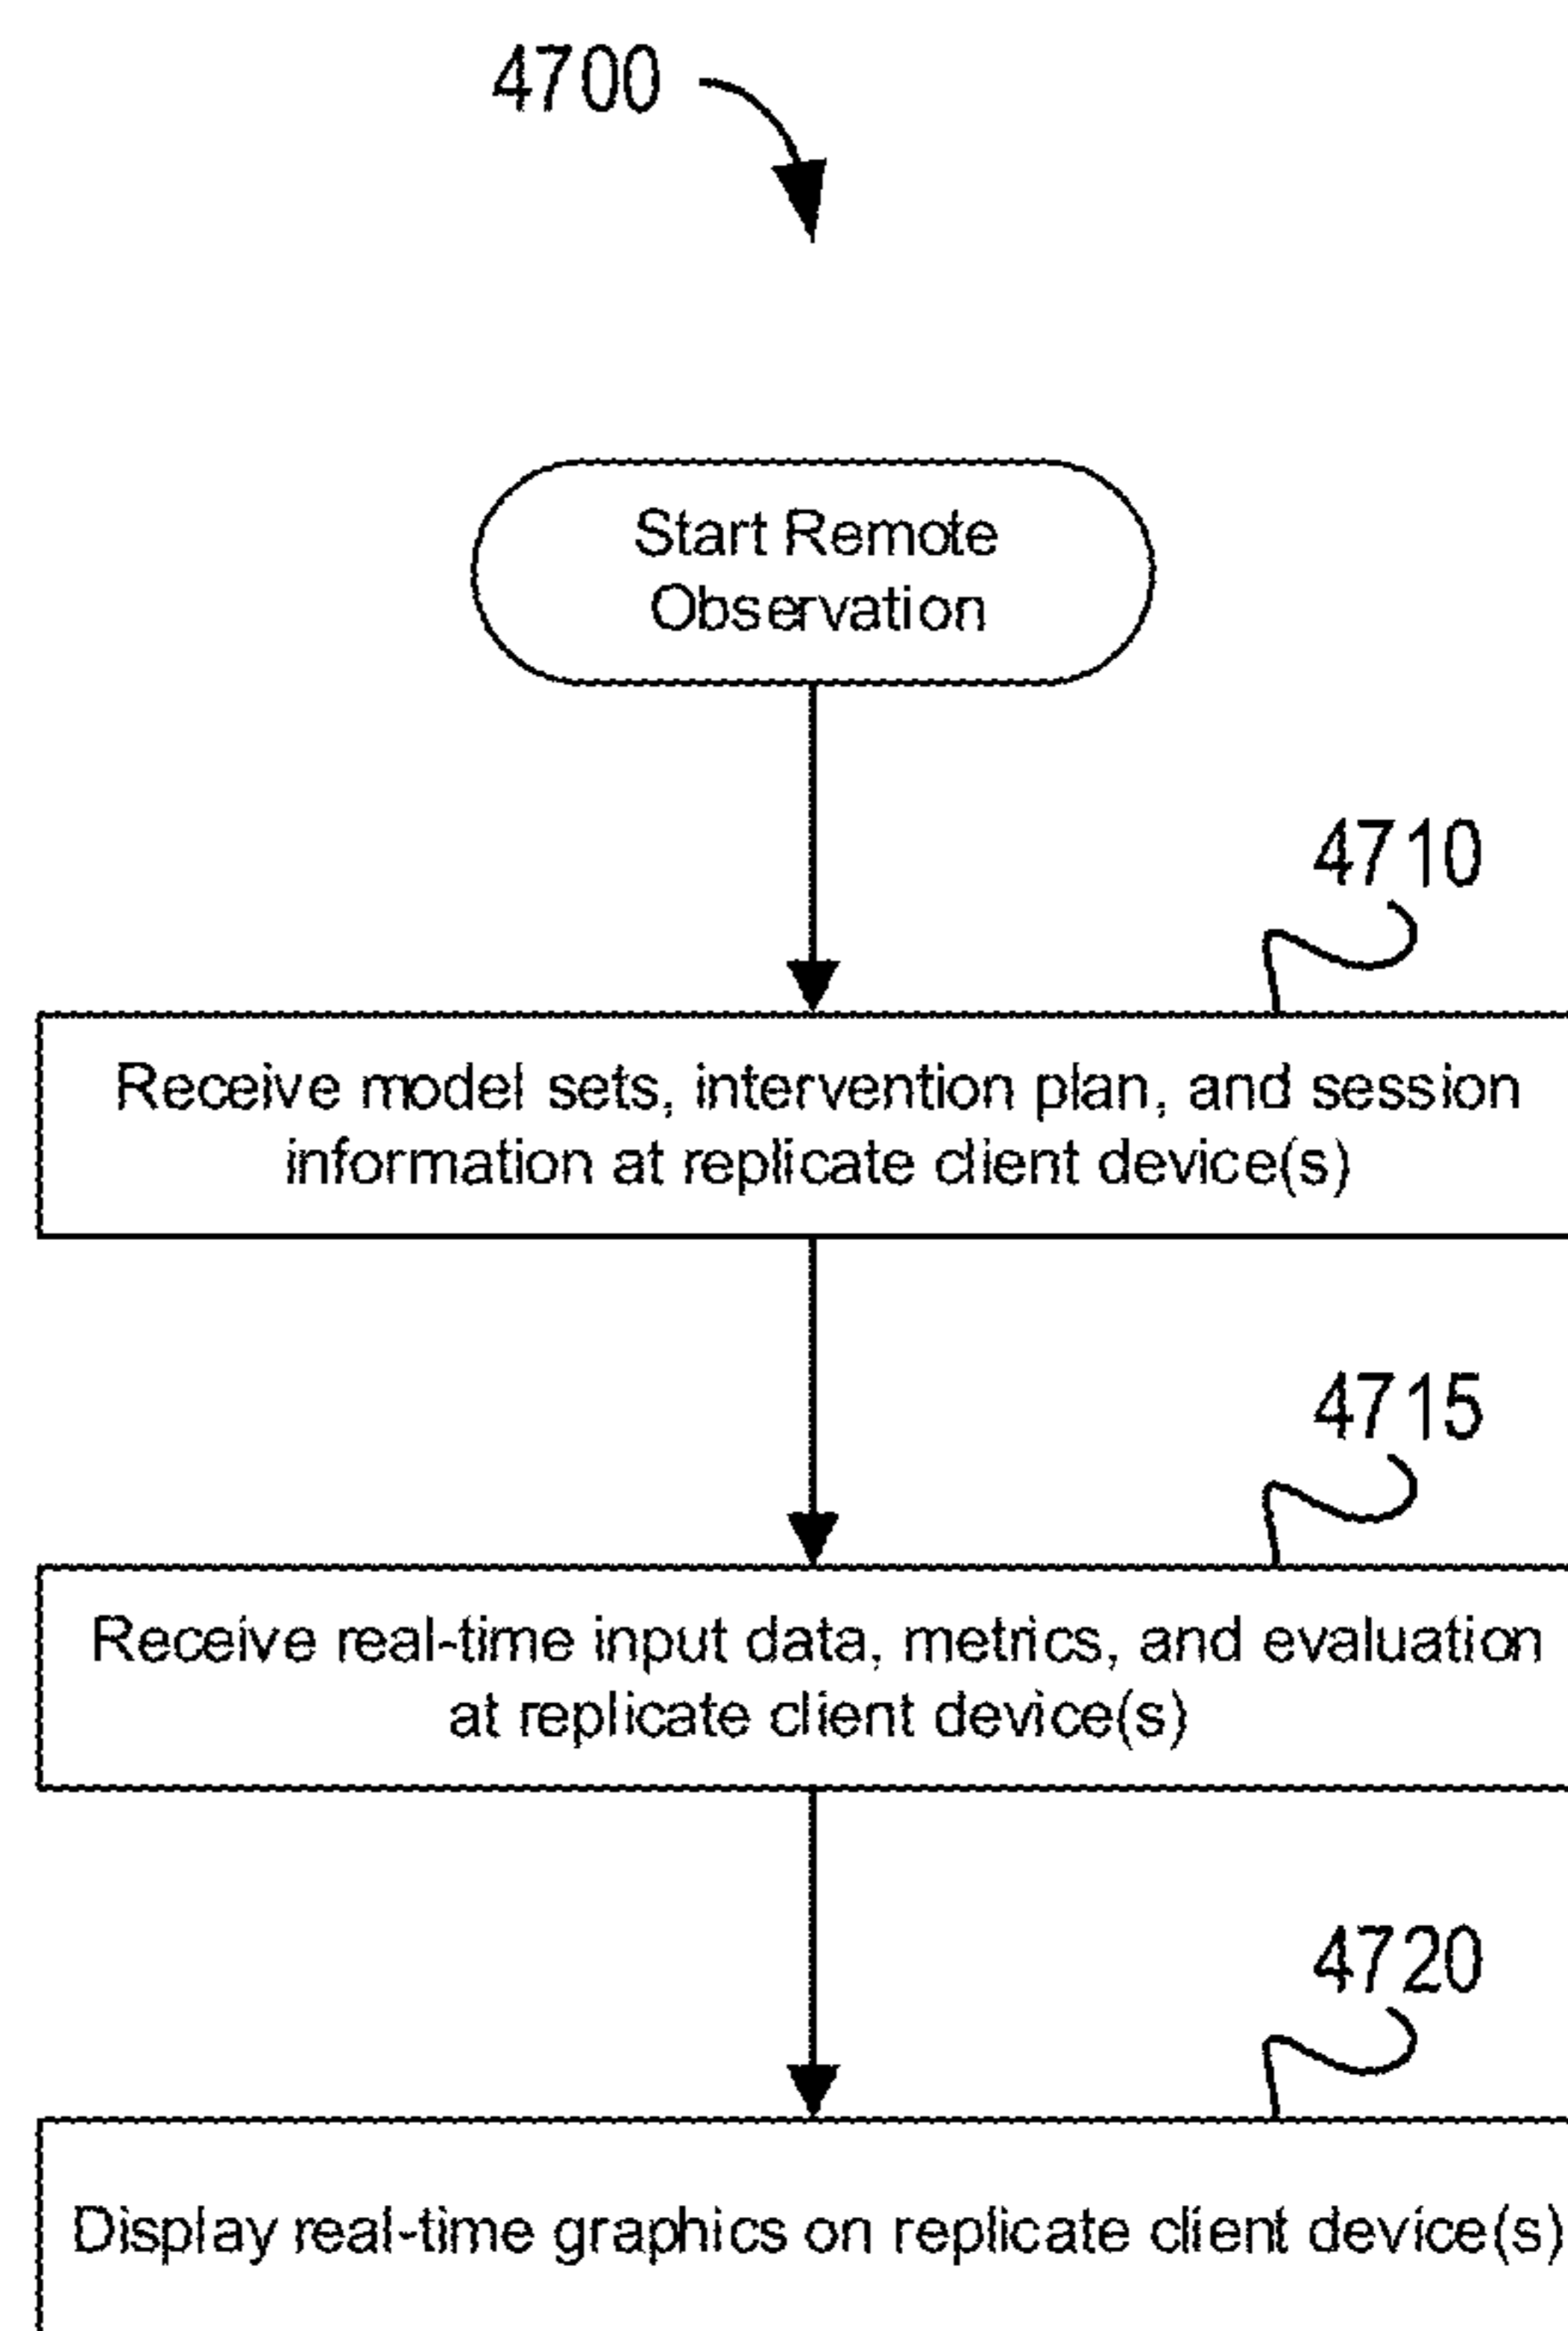 4700
Start Remote
Observation
4710
Receive model sets, intervention plan, and session
information at replicate client device(s)
4715
Receive real-time input data, metrics, and evaluation
at replicate client device(s)
4720
Display real-time graphics on replicate client device(s)